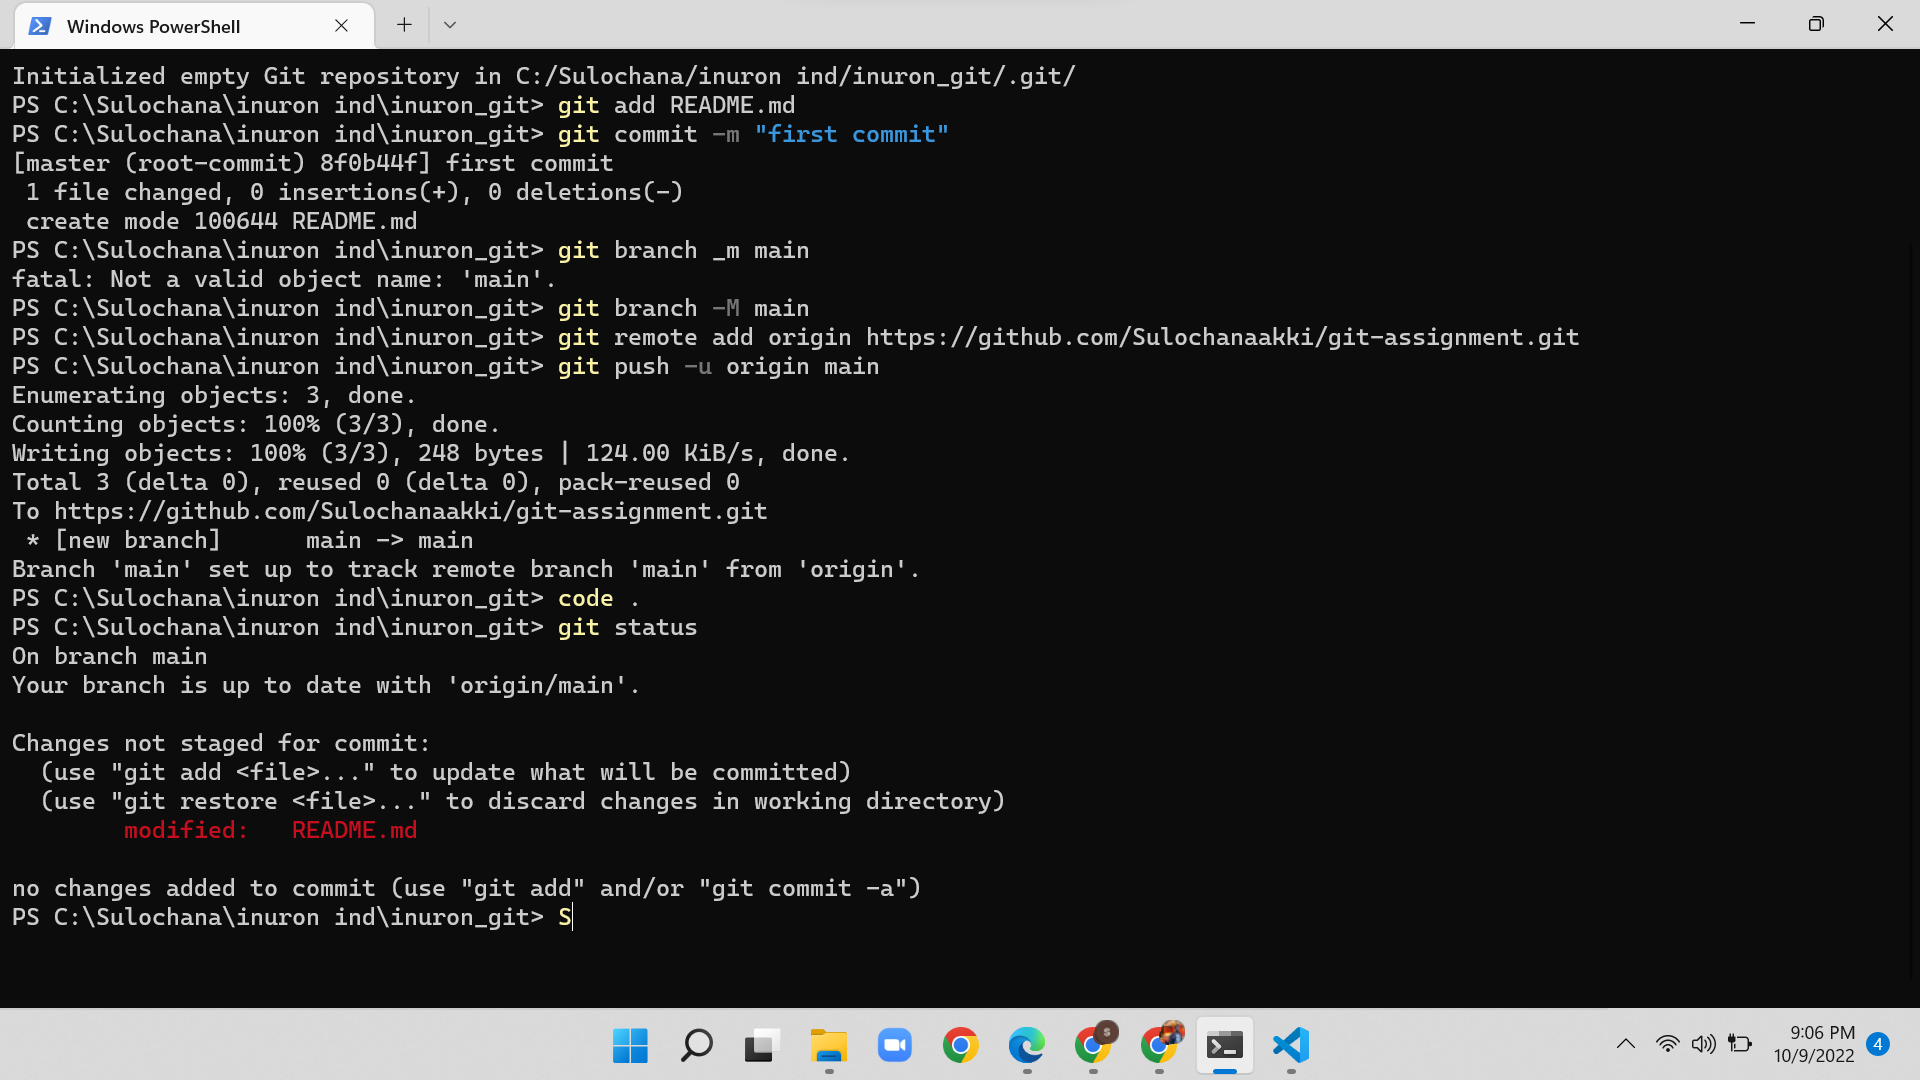 Windows PowerShell
Initialized empty Git repository in C:/Sulochana/inuron ind/inuron_git/.git/
PS C:\Sulochana\inuron ind\inuron_git> git add README.md
PS C:\Sulochana\inuron ind\inuron_git> git commit -m "first commit"
[master (root-commit) 8f0b44f] first commit
 1 file changed, 0 insertions(+), 0 deletions(-)
 create mode 100644 README.md
PS C:\Sulochana\inuron ind\inuron_git> git branch _m main
fatal: Not a valid object name: 'main'.
PS C:\Sulochana\inuron ind\inuron_git> git branch -M main
PS C:\Sulochana\inuron ind\inuron_git> git remote add origin https://github.com/Sulochanaakki/git-assignment.git
PS C:\Sulochana\inuron ind\inuron_git> git push -u origin main
Enumerating objects: 3, done.
Counting objects: 100% (3/3), done.
Writing objects: 100% (3/3), 248 bytes | 124.00 KiB/s, done.
Total 3 (delta 0), reused 0 (delta 0), pack-reused 0
To https://github.com/Sulochanaakki/git-assignment.git
 * [new branch]      main -> main
Branch 'main' set up to track remote branch 'main' from 'origin'.
PS C:\Sulochana\inuron ind\inuron_git> code .
PS C:\Sulochana\inuron ind\inuron_git> git status
On branch main
Your branch is up to date with 'origin/main'.

Changes not staged for commit:
  (use "git add <file>..." to update what will be committed)
  (use "git restore <file>..." to discard changes in working directory)
        modified:   README.md

no changes added to commit (use "git add" and/or "git commit -a")
PS C:\Sulochana\inuron ind\inuron_git> S
9:06 PM
10/9/2022
4